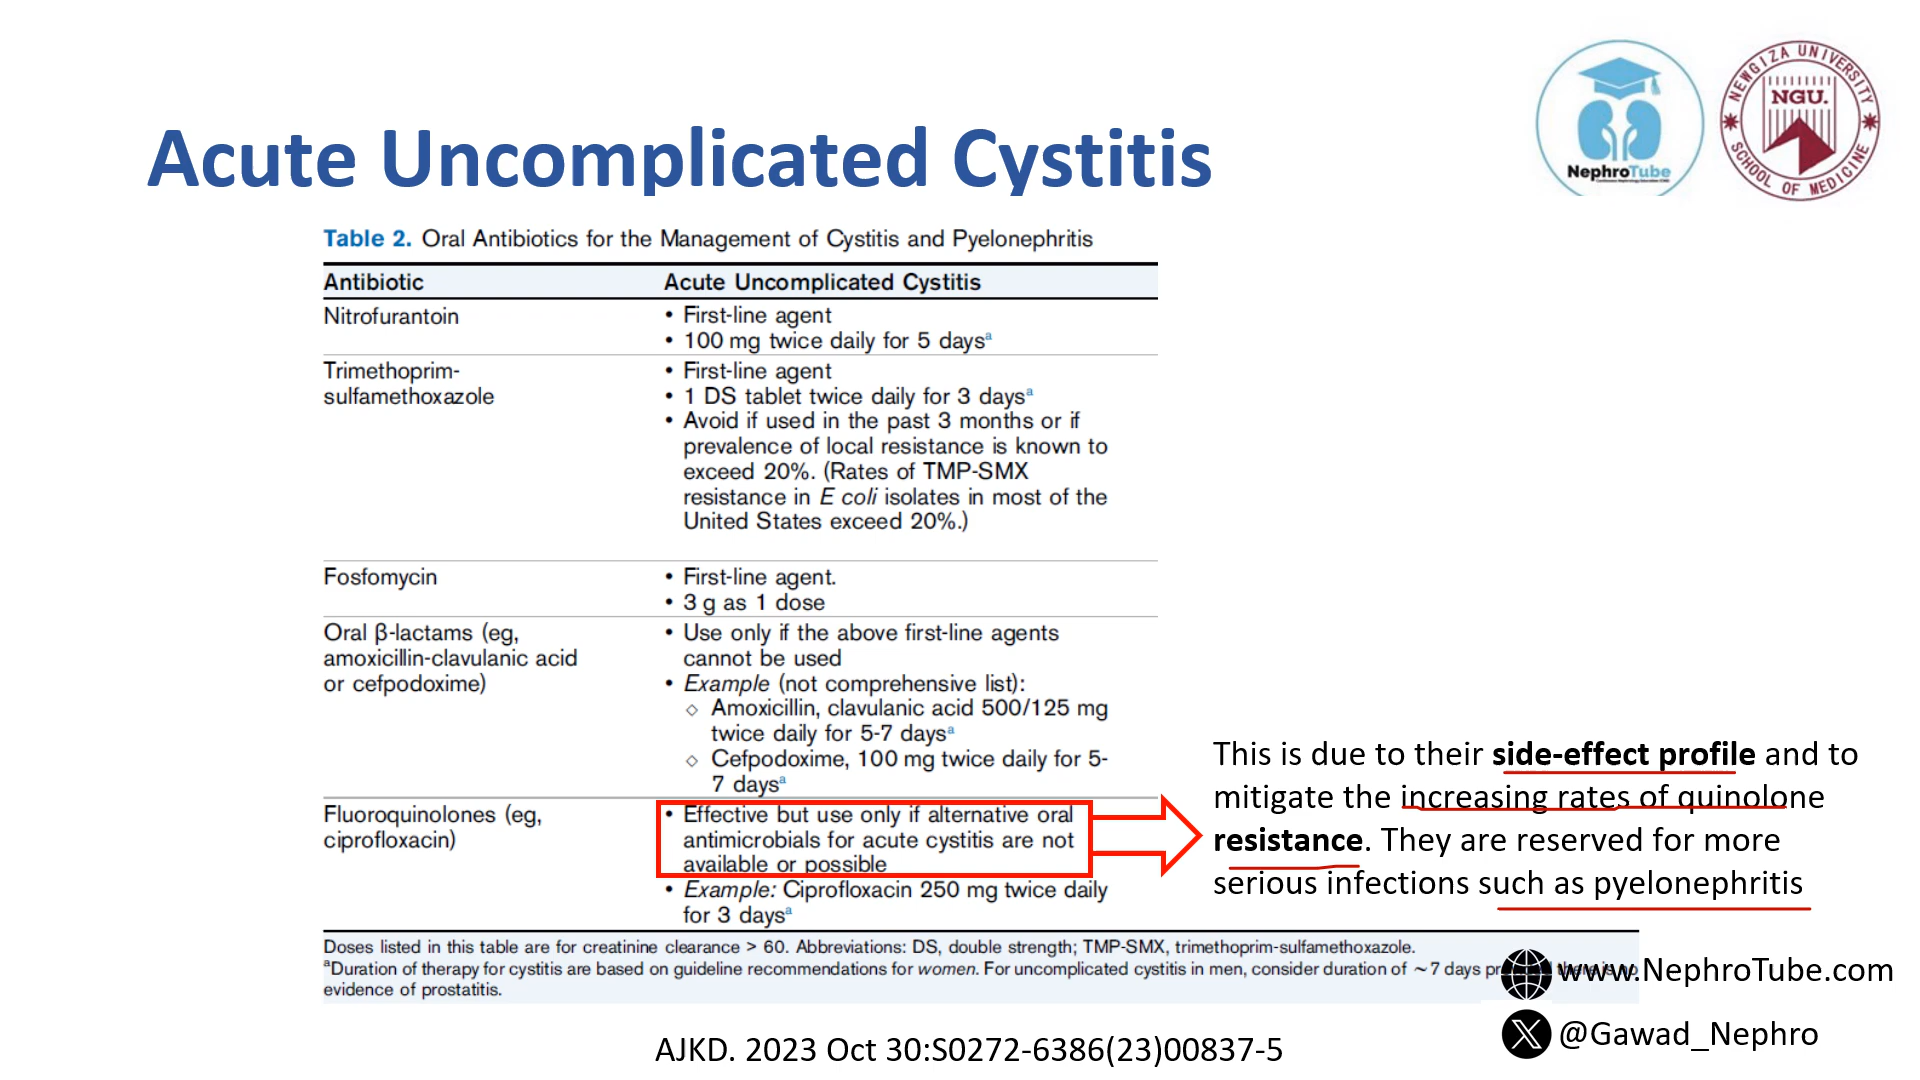 NEWGIZA UNIVERSITY
NGU.
SCHOOL OF MEDICINE
NephroTube
Acute Uncomplicated Cystitis
Table 2. Oral Antibiotics for the Management of Cystitis and Pyelonephritis
Antibiotic
Acute Uncomplicated Cystitis
Nitrofurantoin
• First-line agent
• 100 mg twice daily for 5 daysᵃ
Trimethoprim-
sulfamethoxazole
• First-line agent
• 1 DS tablet twice daily for 3 daysᵃ
• Avoid if used in the past 3 months or if
prevalence of local resistance is known to
exceed 20%. (Rates of TMP-SMX
resistance in E coli isolates in most of the
United States exceed 20%.)
Fosfomycin
• First-line agent.
• 3 g as 1 dose
Oral β-lactams (eg,
amoxicillin-clavulanic acid
or cefpodoxime)
• Use only if the above first-line agents
cannot be used
• Example (not comprehensive list):
◇ Amoxicillin, clavulanic acid 500/125 mg
twice daily for 5-7 daysᵃ
◇ Cefpodoxime, 100 mg twice daily for 5-
7 daysᵃ
Fluoroquinolones (eg,
ciprofloxacin)
• Effective but use only if alternative oral
antimicrobials for acute cystitis are not
available or possible
• Example: Ciprofloxacin 250 mg twice daily
for 3 daysᵃ
This is due to their side-effect profile and to
mitigate the increasing rates of quinolone
resistance. They are reserved for more
serious infections such as pyelonephritis
Doses listed in this table are for creatinine clearance > 60. Abbreviations: DS, double strength; TMP-SMX, trimethoprim-sulfamethoxazole.
ᵃDuration of therapy for cystitis are based on guideline recommendations for women. For uncomplicated cystitis in men, consider duration of ∼7 days
evidence of prostatitis.
www.NephroTube.com
@Gawad_Nephro
AJKD. 2023 Oct 30:S0272-6386(23)00837-5